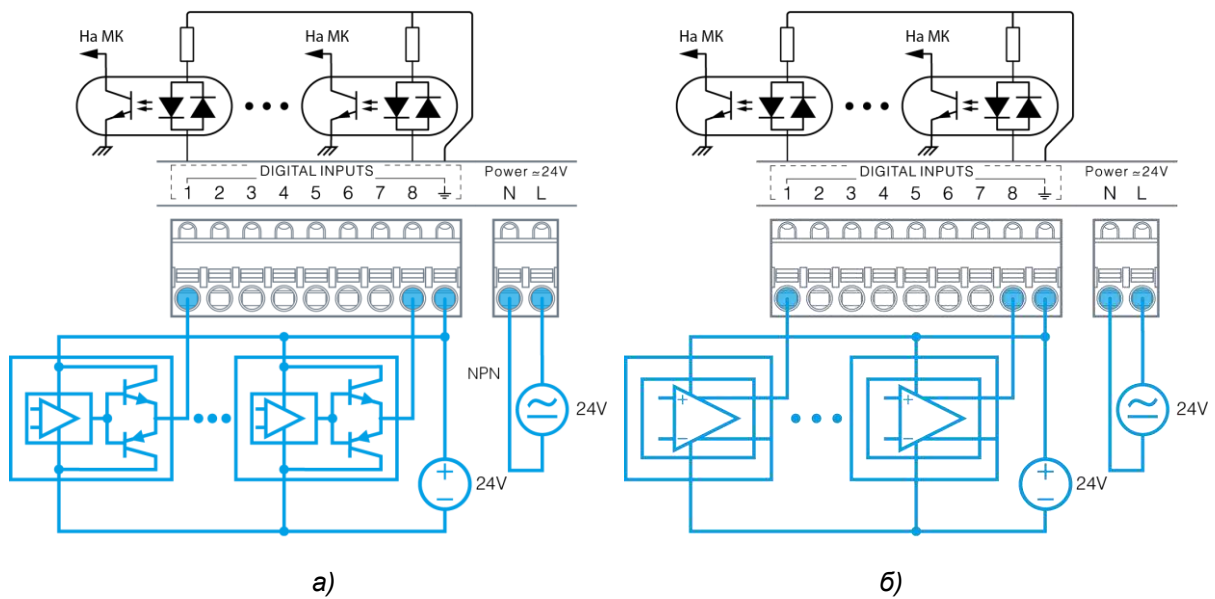 На МК На МК На МК На МК
DIGITAL INPUTS Power ≂24V DIGITAL INPUTS Power ≂24V
1 2 3 4 5 6 7 8 ⏚ N L 1 2 3 4 5 6 7 8 ⏚ N L
NPN
24V 24V
+ − + −
24V 24V
+ − + −
а) б)